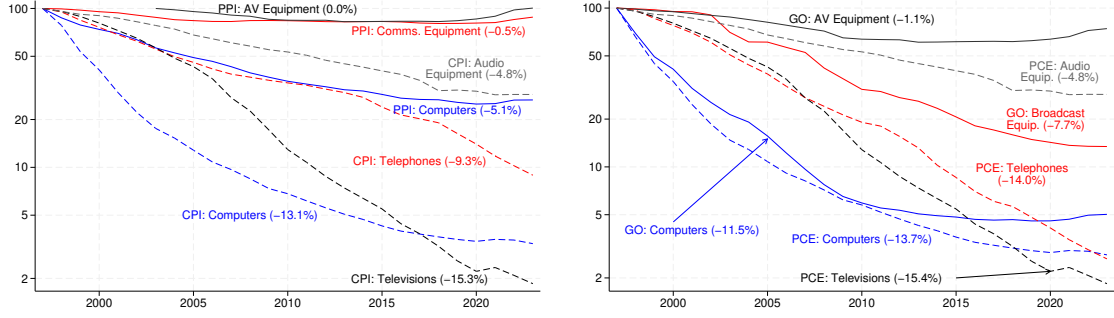 100
50
20
10
5
2
2000
2005
2010
2015
2020
PPI: AV Equipment (0.0%)
PPI: Comms. Equipment (−0.5%)
CPI: Audio
Equipment (−4.8%)
PPI: Computers (−5.1%)
CPI: Telephones (−9.3%)
CPI: Computers (−13.1%)
CPI: Televisions (−15.3%)
100
50
20
10
5
2
2000
2005
2010
2015
2020
GO: AV Equipment (−1.1%)
PCE: Audio
Equip. (−4.8%)
GO: Broadcast
Equip. (−7.7%)
PCE: Telephones
(−14.0%)
GO: Computers (−11.5%)
PCE: Computers (−13.7%)
PCE: Televisions (−15.4%)